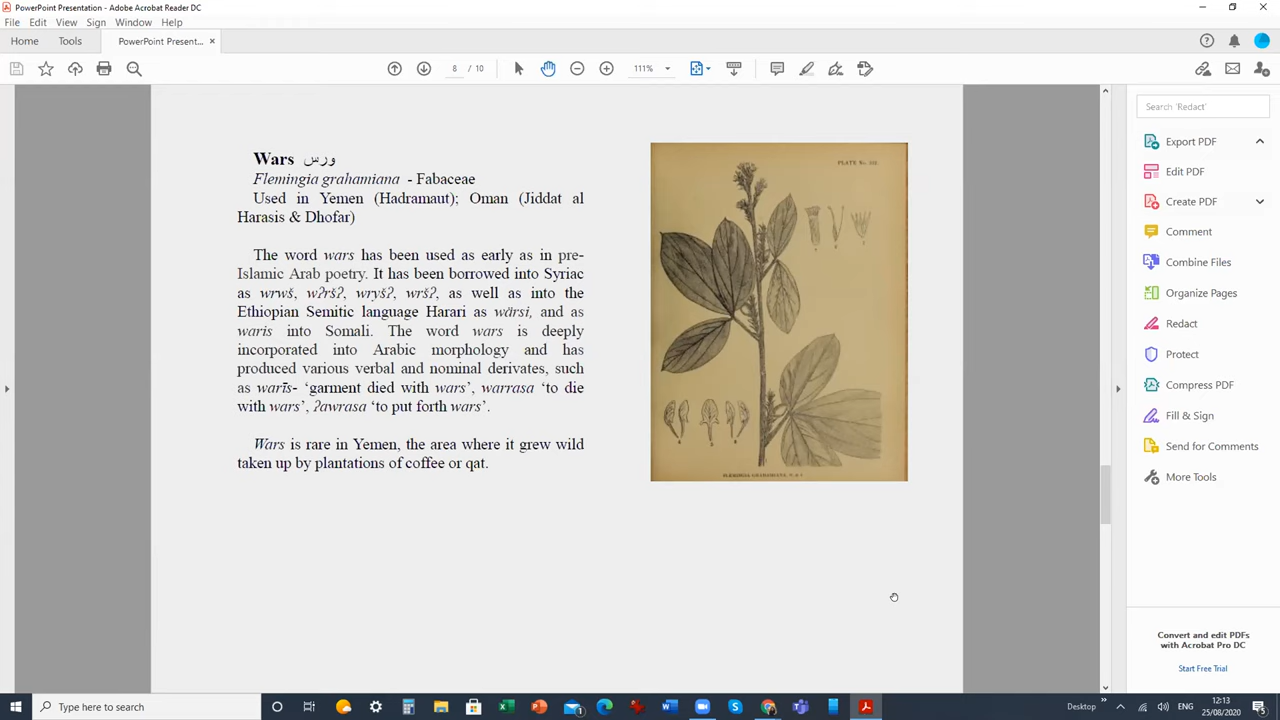 PowerPoint Presentation - Adobe Acrobat Reader DC
File Edit View Sign Window Help
Home Tools PowerPoint Present... ×
8 / 10 111%
Search 'Redact'
Wars ورس
Flemingia grahamiana - Fabaceae
Used in Yemen (Hadramaut); Oman (Jiddat al
Harasis & Dhofar)
The word wars has been used as early as in pre-
Islamic Arab poetry. It has been borrowed into Syriac
as wrwš, wʔršʔ, wryšʔ, wršʔ, as well as into the
Ethiopian Semitic language Harari as wärsi, and as
waris into Somali. The word wars is deeply
incorporated into Arabic morphology and has
produced various verbal and nominal derivates, such
as warīs- ‘garment died with wars’, warrasa ‘to die
with wars’, ʔawrasa ‘to put forth wars’.
Wars is rare in Yemen, the area where it grew wild
taken up by plantations of coffee or qat.
PLATE No.
FLEMINGIA GRAHAMIANA,
Export PDF
Edit PDF
Create PDF
Comment
Combine Files
Organize Pages
Redact
Protect
Compress PDF
Fill & Sign
Send for Comments
More Tools
Convert and edit PDFs
with Acrobat Pro DC
Start Free Trial
Type here to search
Desktop
12:13
25/08/2020